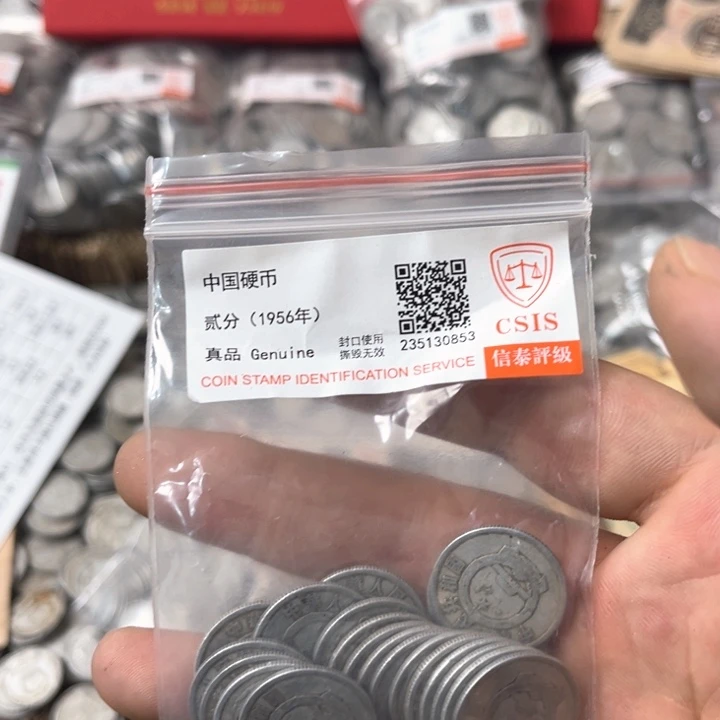 中国硬币
贰分（1956年）
真品 Genuine
封口使用
撕毁无效
235130853
CSIS
信泰評級
COIN STAMP IDENTIFICATION SERVICE